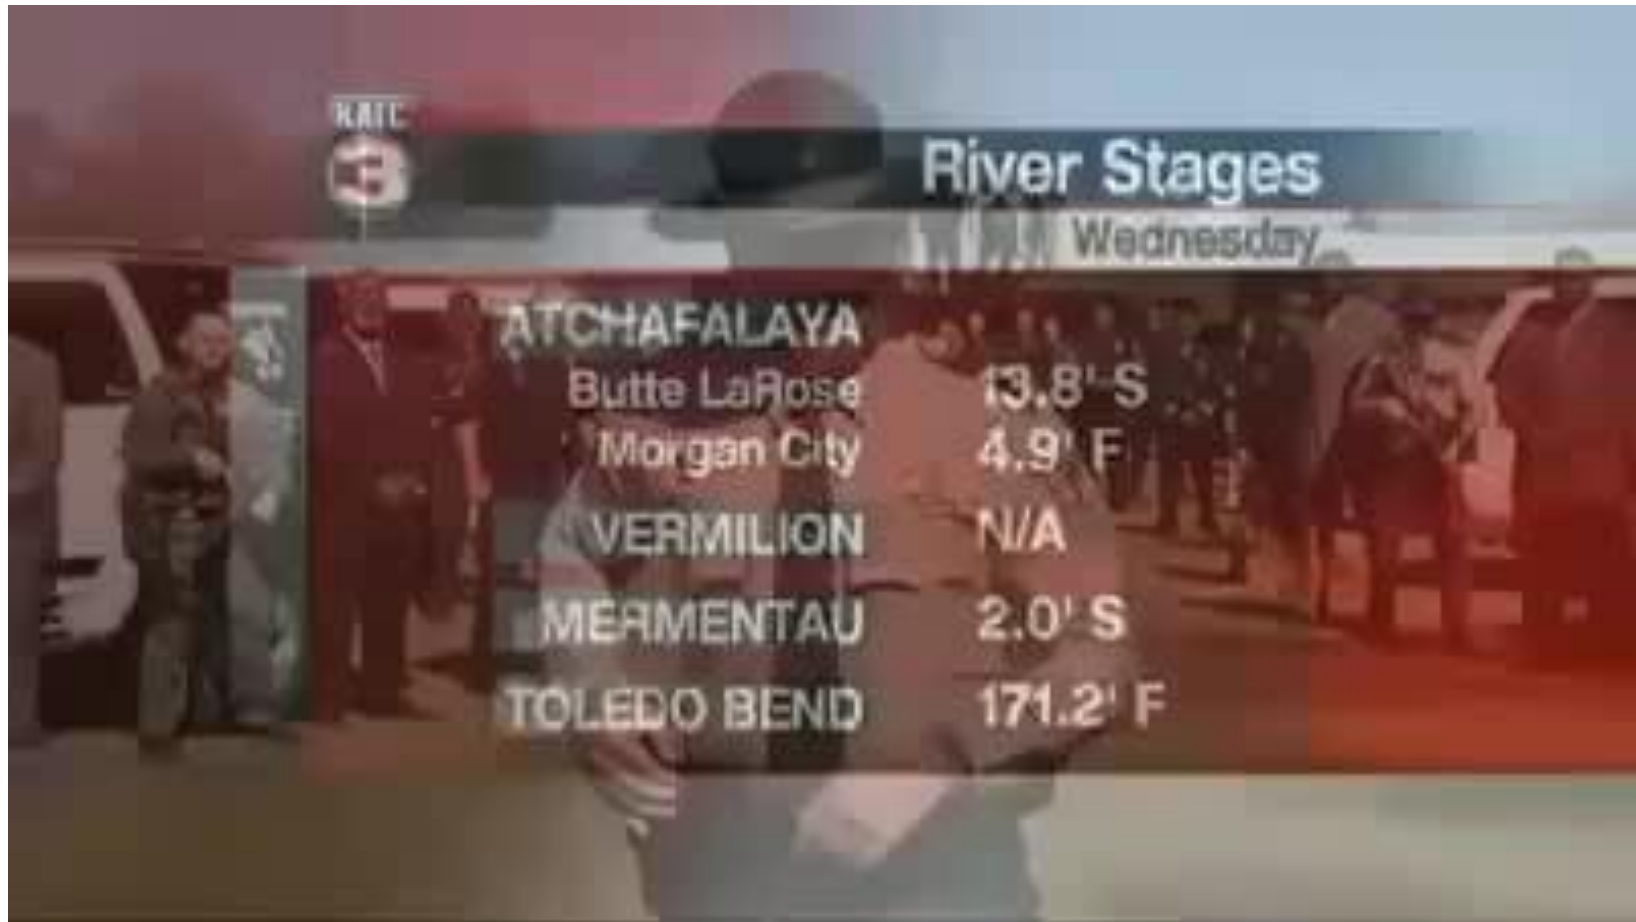 KATC
3
River Stages
Wednesday
ATCHAFALAYA
Butte LaRose 13.8' S
Morgan City 4.9' F
VERMILION N/A
MERMENTAU 2.0' S
TOLEDO BEND 171.2' F